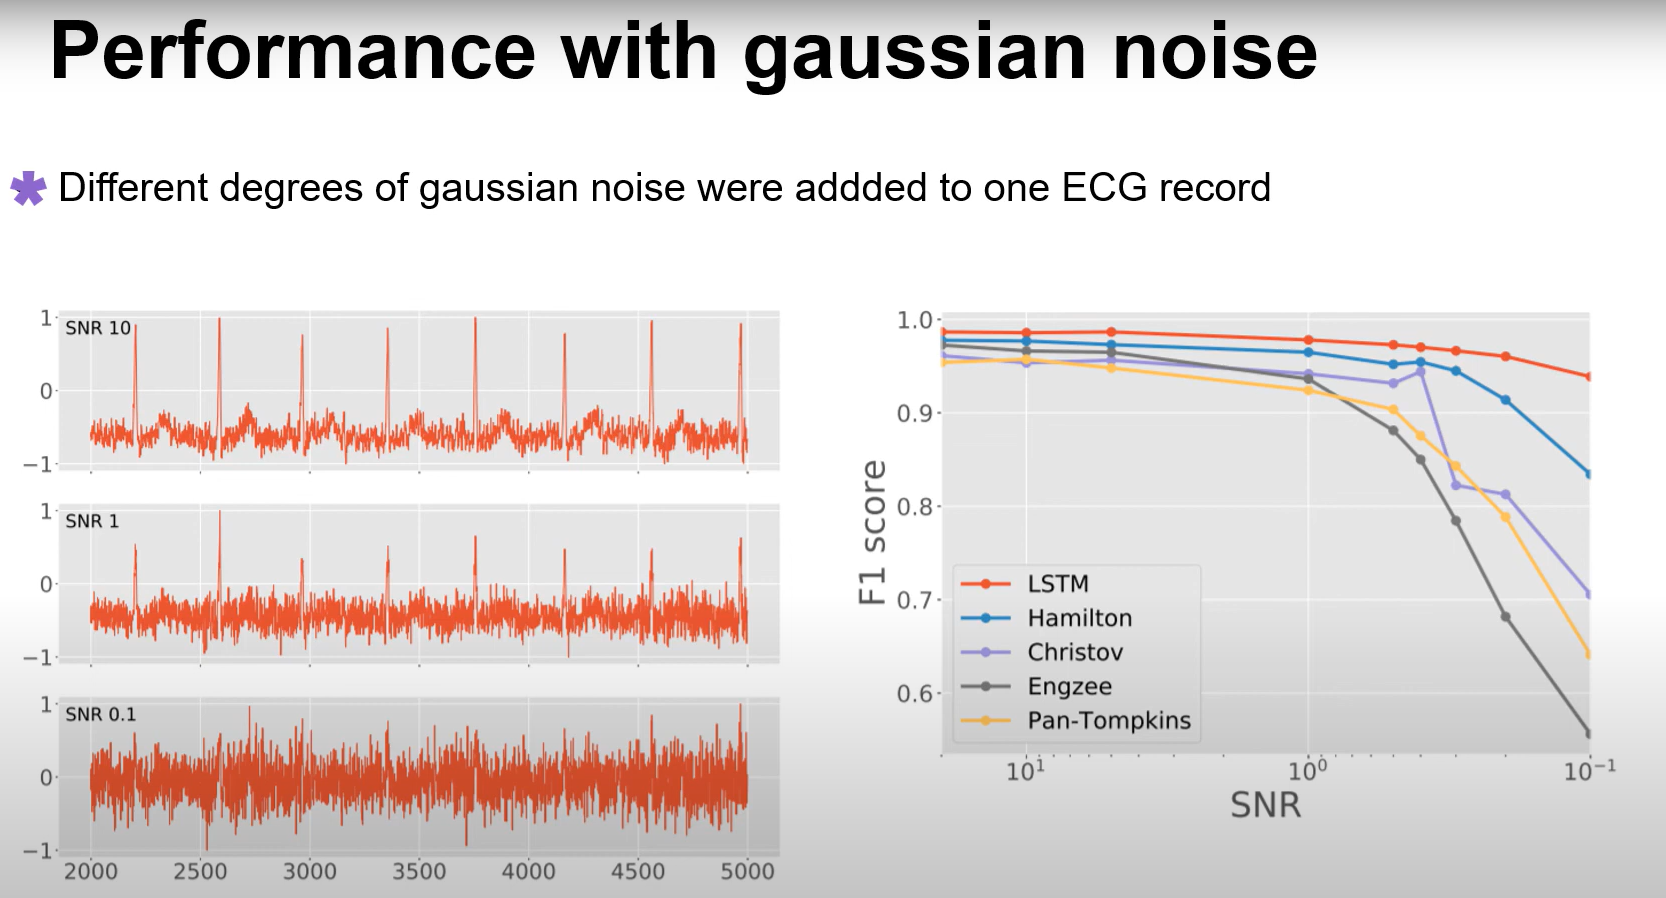 Performance with gaussian noise
* Different degrees of gaussian noise were addded to one ECG record
SNR 10
1
0
−1
SNR 1
1
0
−1
SNR 0.1
1
0
−1
2000 2500 3000 3500 4000 4500 5000
F1 score
1.0
0.9
0.8
0.7
0.6
LSTM
Hamilton
Christov
Engzee
Pan-Tompkins
10¹ 10⁰ 10⁻¹
SNR